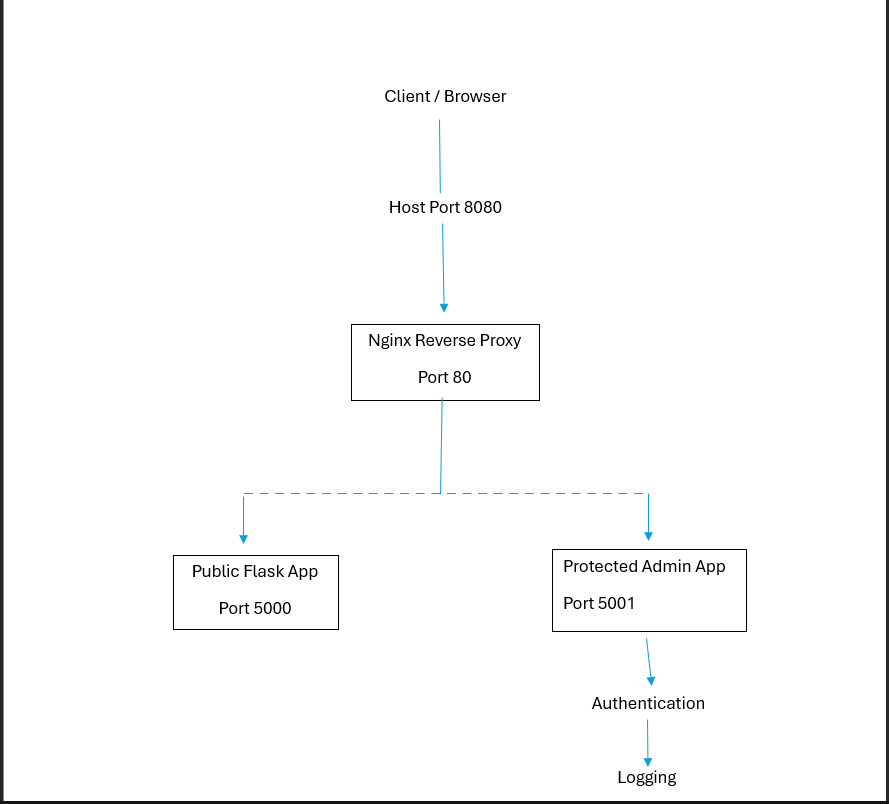 Client / Browser
Host Port 8080
Nginx Reverse Proxy
Port 80
Public Flask App
Port 5000
Protected Admin App
Port 5001
Authentication
Logging